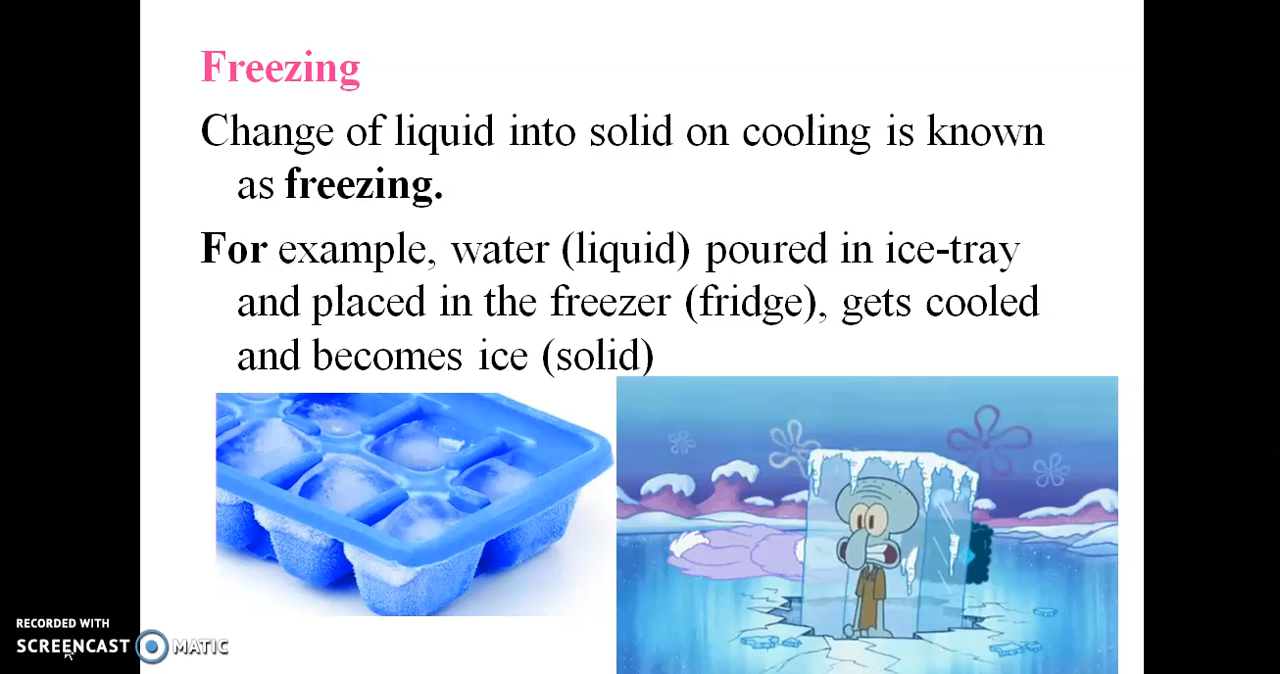 Freezing
Change of liquid into solid on cooling is known
as freezing.
For example, water (liquid) poured in ice-tray
and placed in the freezer (fridge), gets cooled
and becomes ice (solid)
RECORDED WITH
SCREENCAST MATIC